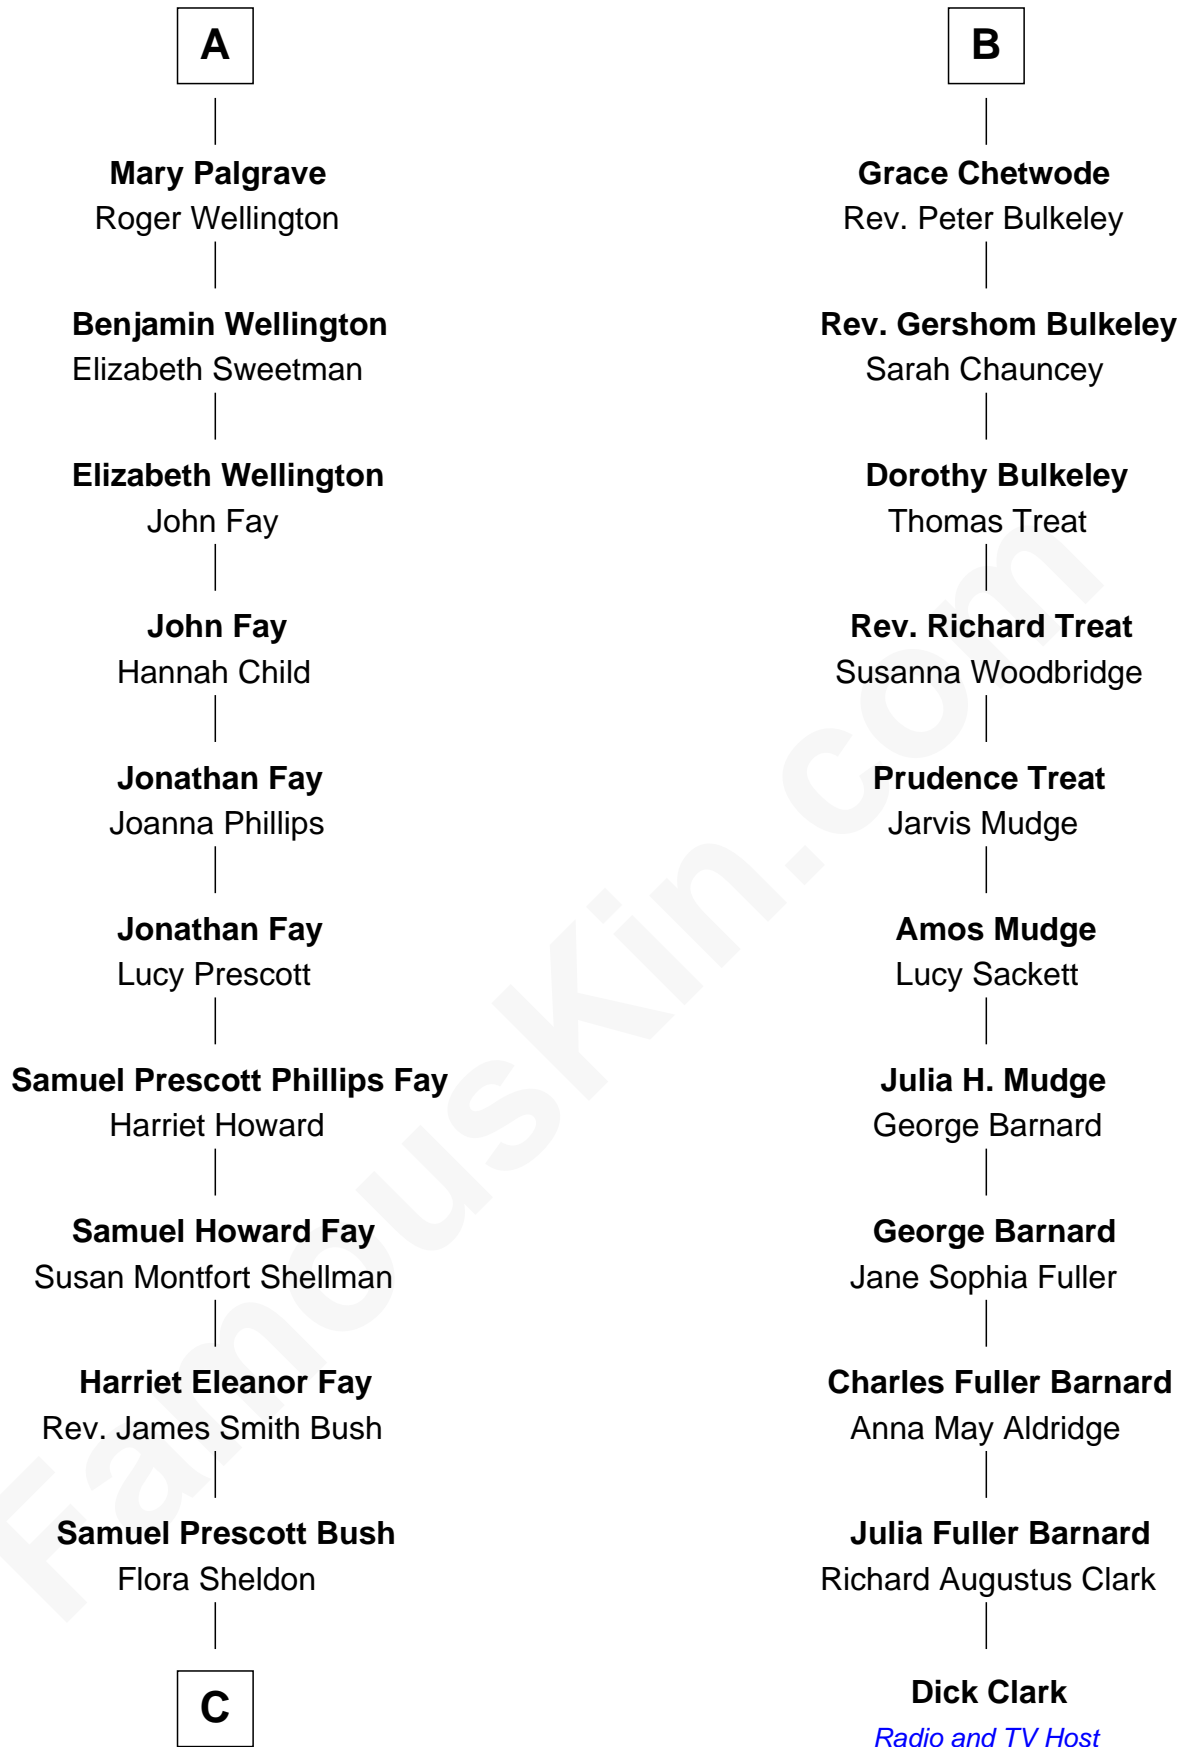 A
Mary Palgrave
Roger Wellington
Benjamin Wellington
Elizabeth Sweetman
Elizabeth Wellington
John Fay
John Fay
Hannah Child
Jonathan Fay
Joanna Phillips
Jonathan Fay
Lucy Prescott
Samuel Prescott Phillips Fay
Harriet Howard
Samuel Howard Fay
Susan Montfort Shellman
Harriet Eleanor Fay
Rev. James Smith Bush
Samuel Prescott Bush
Flora Sheldon
C
B
Grace Chetwode
Rev. Peter Bulkeley
Rev. Gershom Bulkeley
Sarah Chauncey
Dorothy Bulkeley
Thomas Treat
Rev. Richard Treat
Susanna Woodbridge
Prudence Treat
Jarvis Mudge
Amos Mudge
Lucy Sackett
Julia H. Mudge
George Barnard
George Barnard
Jane Sophia Fuller
Charles Fuller Barnard
Anna May Aldridge
Julia Fuller Barnard
Richard Augustus Clark
Dick Clark
Radio and TV Host
FamousKin.com